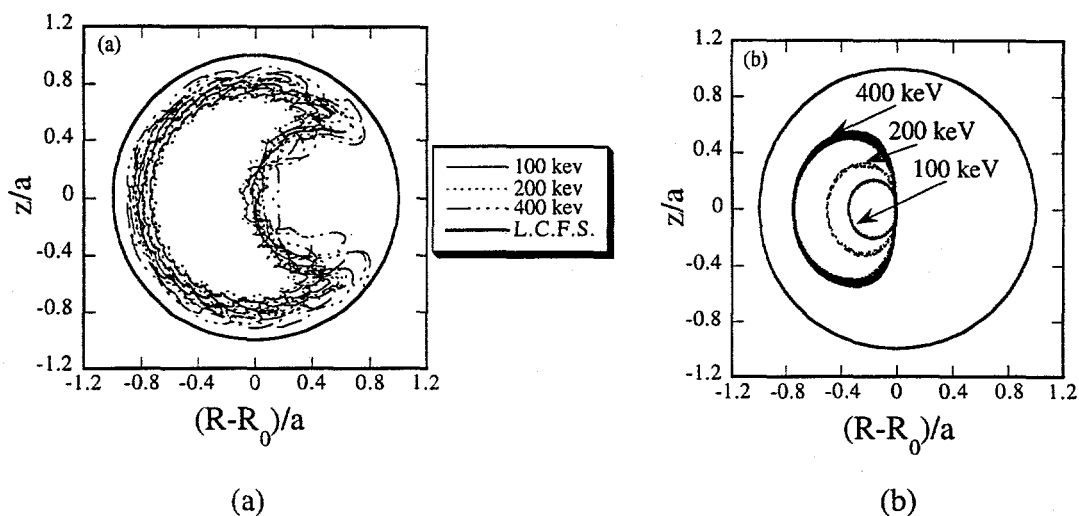 (a)
1.2
0.8
0.4
0
-0.4
-0.8
-1.2
z/a
-1.2 -0.8 -0.4 0 0.4 0.8 1.2
(R-R0)/a
(a)
100 kev
200 kev
400 kev
L.C.F.S.
(b)
1.2
0.8
0.4
0
-0.4
-0.8
-1.2
z/a
400 keV
200 keV
100 keV
-1.2 -0.8 -0.4 0 0.4 0.8 1.2
(R-R0)/a
(b)